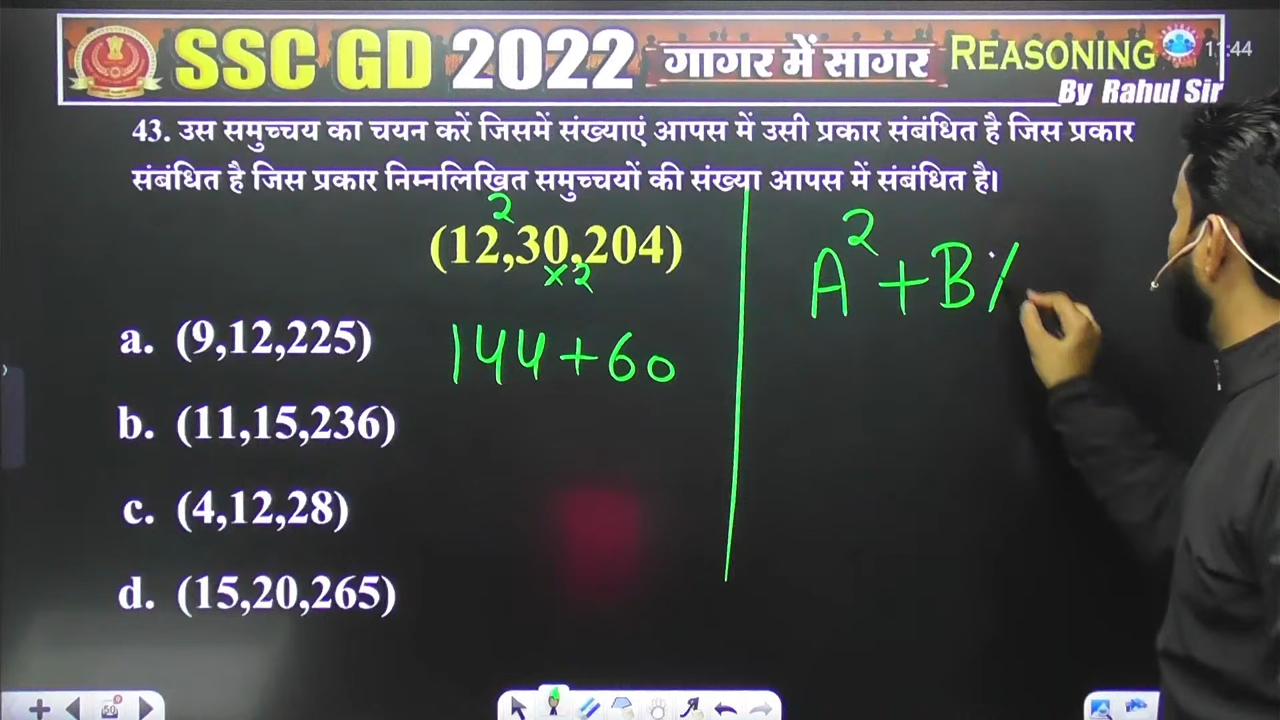 SSC GD 2022 गागर में सागर REASONING
11:44
By Rahul Sir
43. उस समुच्चय का चयन करें जिसमें संख्याएं आपस में उसी प्रकार संबंधित है जिस प्रकार
संबंधित है जिस प्रकार निम्नलिखित समुच्चयों की संख्या आपस में संबंधित है।
2
(12,30,204)
×2
A² + B
a. (9,12,225)
144+60
b. (11,15,236)
c. (4,12,28)
d. (15,20,265)